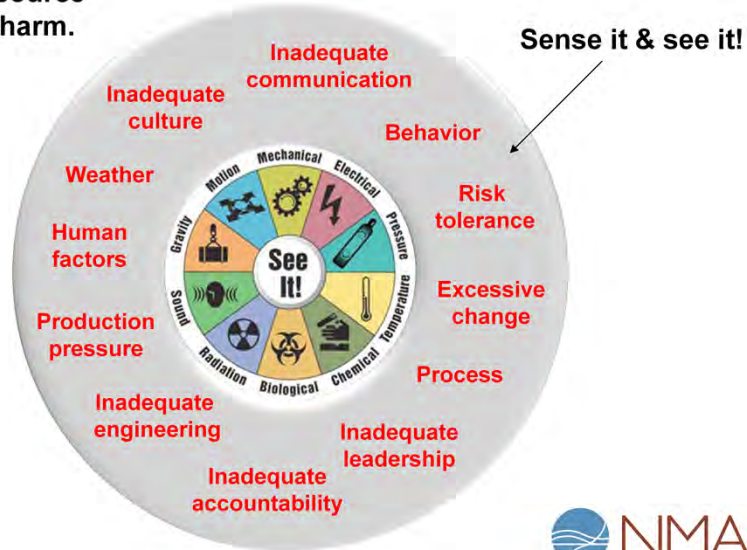 harm.
Sense it & see it!
Inadequate
communication
Inadequate
culture
Behavior
Weather
Risk
tolerance
Human
factors
Excessive
change
Production
pressure
Process
Inadequate
engineering
Inadequate
leadership
Inadequate
accountability
Mechanical
Electrical
Pressure
Temperature
Chemical
Biological
Radiation
Sound
Gravity
Motion
See
It!
NMA